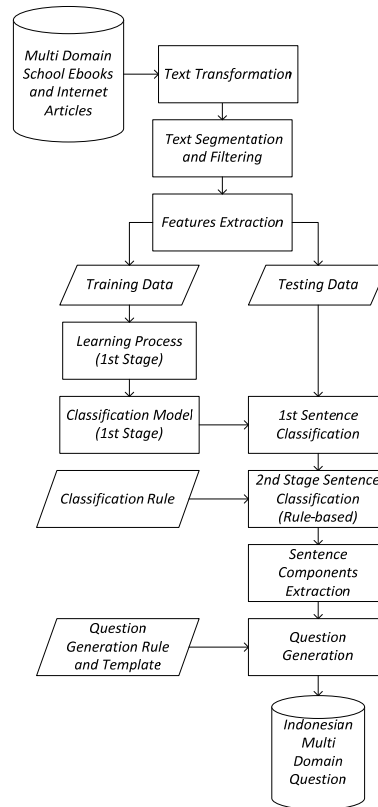 Multi Domain
School Ebooks
and Internet
Articles
Text Transformation
Text Segmentation
and Filtering
Features Extraction
Training Data
Testing Data
Learning Process
(1st Stage)
Classification Model
(1st Stage)
1st Sentence
Classification
Classification Rule
2nd Stage Sentence
Classification
(Rule-based)
Sentence
Components
Extraction
Question
Generation Rule
and Template
Question
Generation
Indonesian
Multi
Domain
Question